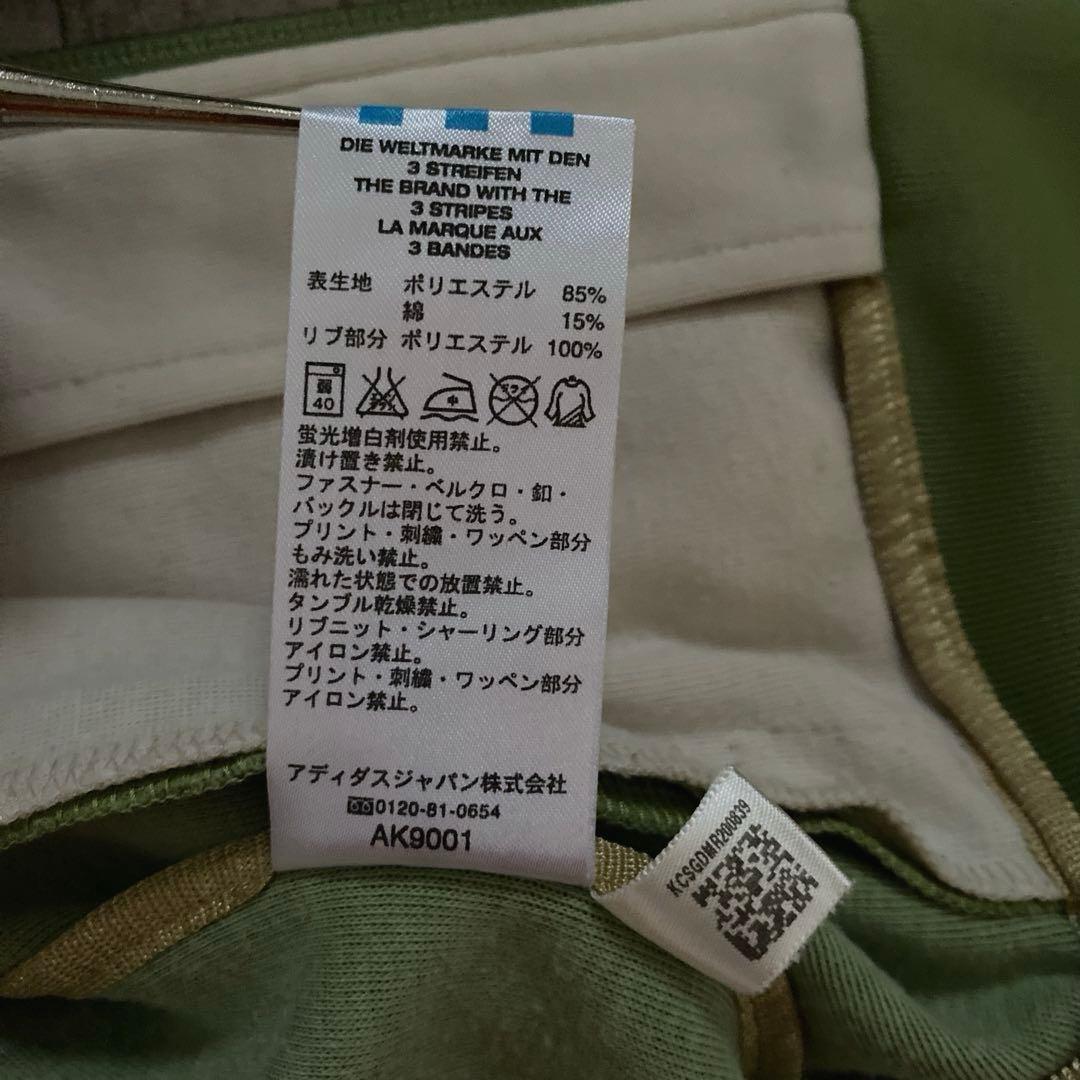 DIE WELTMARKE MIT DEN
3 STREIFEN
THE BRAND WITH THE
3 STRIPES
LA MARQUE AUX
3 BANDES
表生地 ポリエステル 85%
綿 15%
リブ部分 ポリエステル 100%
弱 中
40
蛍光増白剤使用禁止。
漬け置き禁止。
ファスナー・ベルクロ・釦・
バックルは閉じて洗う。
プリント・刺繍・ワッペン部分
もみ洗い禁止。
濡れた状態での放置禁止。
タンブル乾燥禁止。
リブニット・シャーリング部分
アイロン禁止。
プリント・刺繍・ワッペン部分
アイロン禁止。
アディダスジャパン株式会社
0120-81-0654
AK9001
KCSGDMR200839